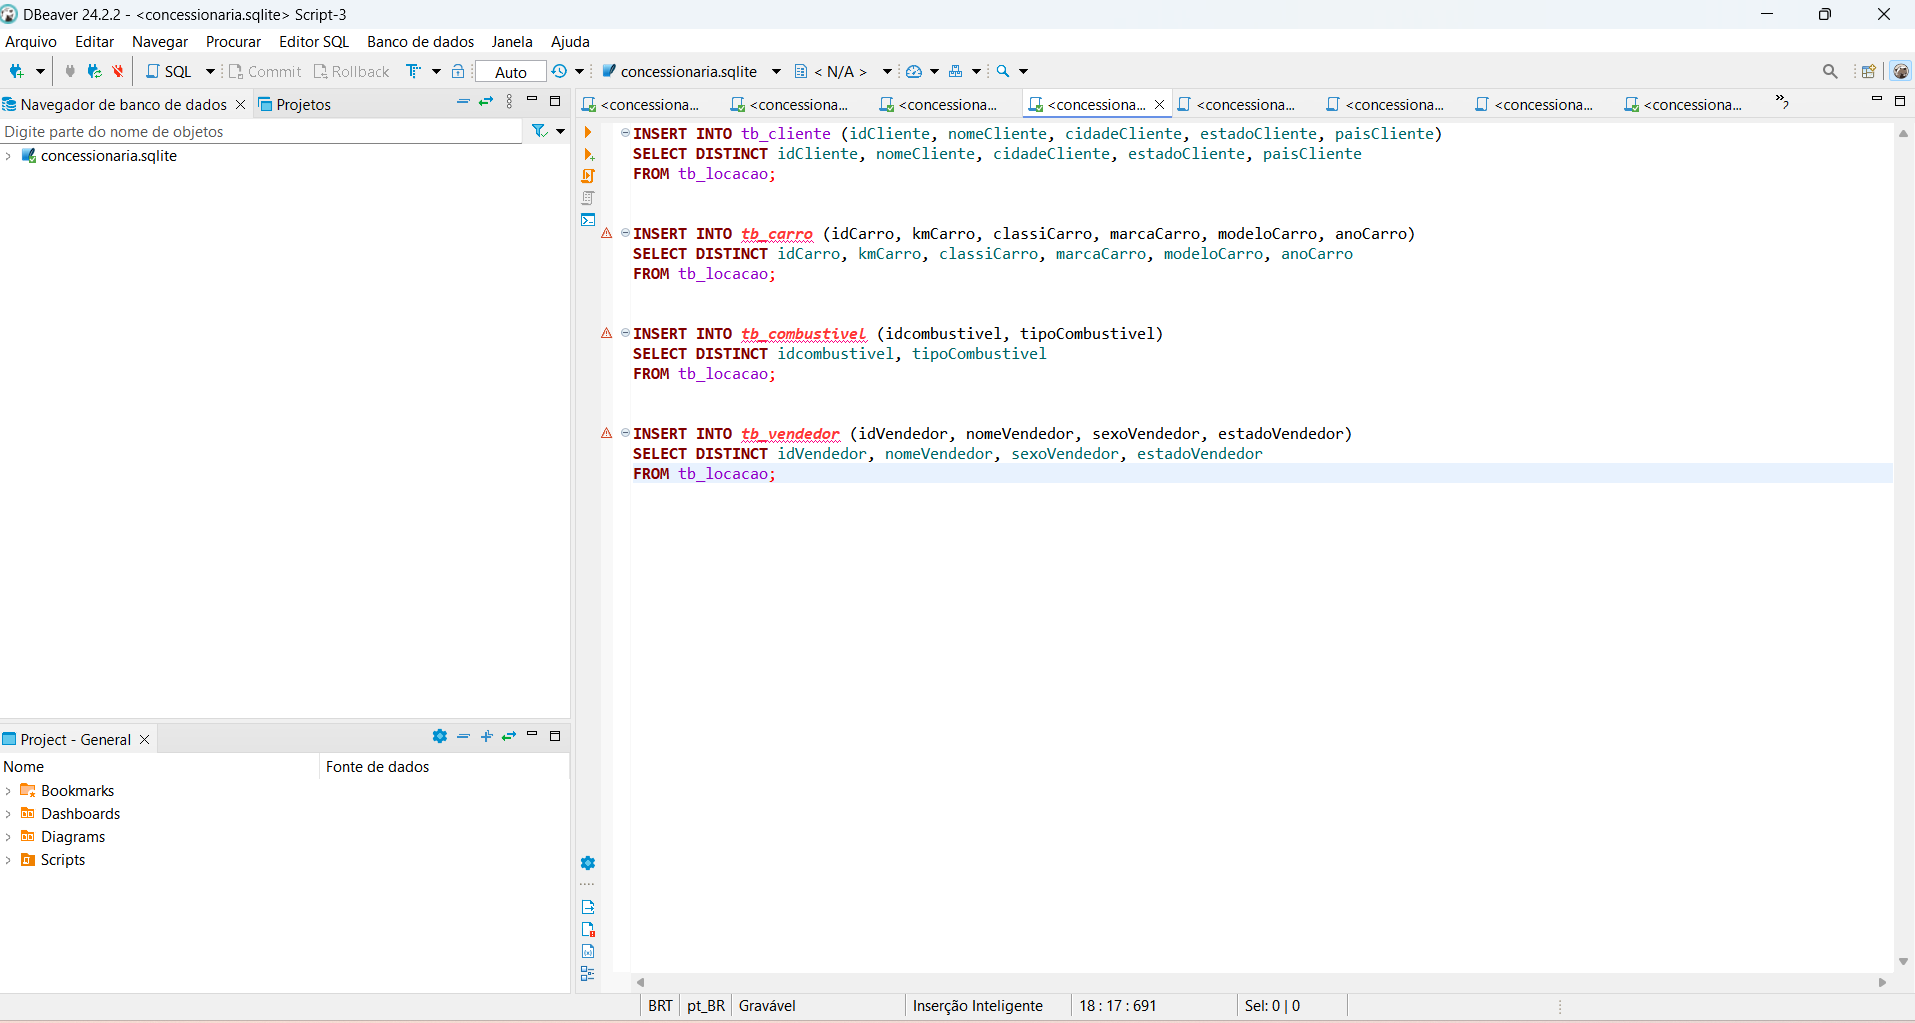 DBeaver 24.2.2 - <concessionaria.sqlite> Script-3
Arquivo Editar Navegar Procurar Editor SQL Banco de dados Janela Ajuda
SQL Commit Rollback Auto concessionaria.sqlite < N/A >
Navegador de banco de dados Projetos
<concessiona... <concessiona... <concessiona... <concessiona... <concessiona... <concessiona... <concessiona... <concessiona... »2
Digite parte do nome de objetos
concessionaria.sqlite
INSERT INTO tb_cliente (idCliente, nomeCliente, cidadeCliente, estadoCliente, paisCliente)
SELECT DISTINCT idCliente, nomeCliente, cidadeCliente, estadoCliente, paisCliente
FROM tb_locacao;
INSERT INTO tb_carro (idCarro, kmCarro, classiCarro, marcaCarro, modeloCarro, anoCarro)
SELECT DISTINCT idCarro, kmCarro, classiCarro, marcaCarro, modeloCarro, anoCarro
FROM tb_locacao;
INSERT INTO tb_combustivel (idcombustivel, tipoCombustivel)
SELECT DISTINCT idcombustivel, tipoCombustivel
FROM tb_locacao;
INSERT INTO tb_vendedor (idVendedor, nomeVendedor, sexoVendedor, estadoVendedor)
SELECT DISTINCT idVendedor, nomeVendedor, sexoVendedor, estadoVendedor
FROM tb_locacao;
Project - General
Nome Fonte de dados
Bookmarks
Dashboards
Diagrams
Scripts
BRT pt_BR Gravável Inserção Inteligente 18 : 17 : 691 Sel: 0 | 0